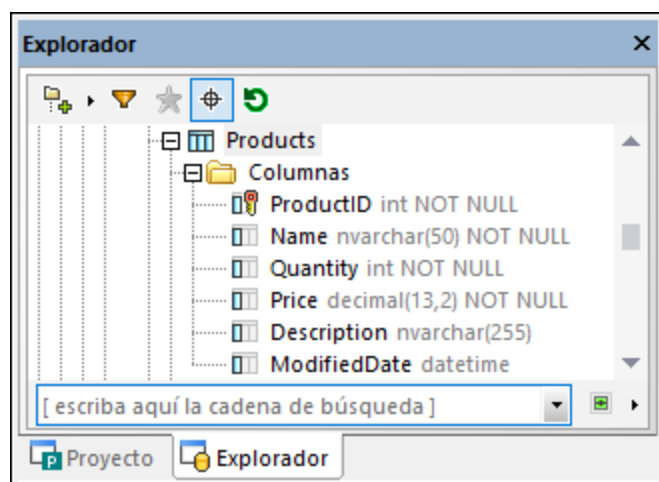 Explorador
Products
Columnas
ProductID int NOT NULL
Name nvarchar(50) NOT NULL
Quantity int NOT NULL
Price decimal(13,2) NOT NULL
Description nvarchar(255)
ModifiedDate datetime
[ escriba aquí la cadena de búsqueda ]
Proyecto Explorador